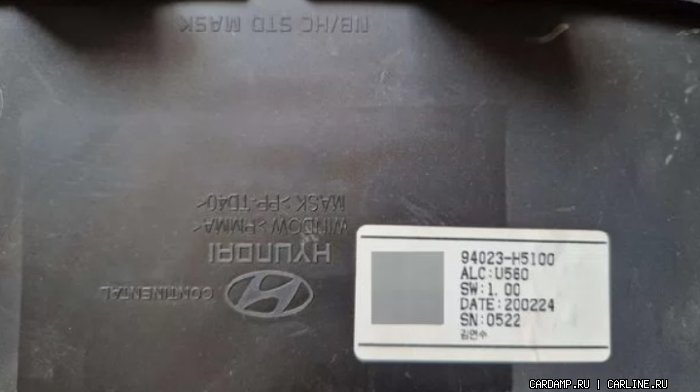 NB/HC STD MASK
MASK >PP-TD40<
WINDOW >PMMA<
HYUNDAI
CONTINENTAL
94023-H5100
ALC:U560
SW:1.00
DATE:200224
SN:0522
김연수
CARDAMP.RU | CARLINE.RU